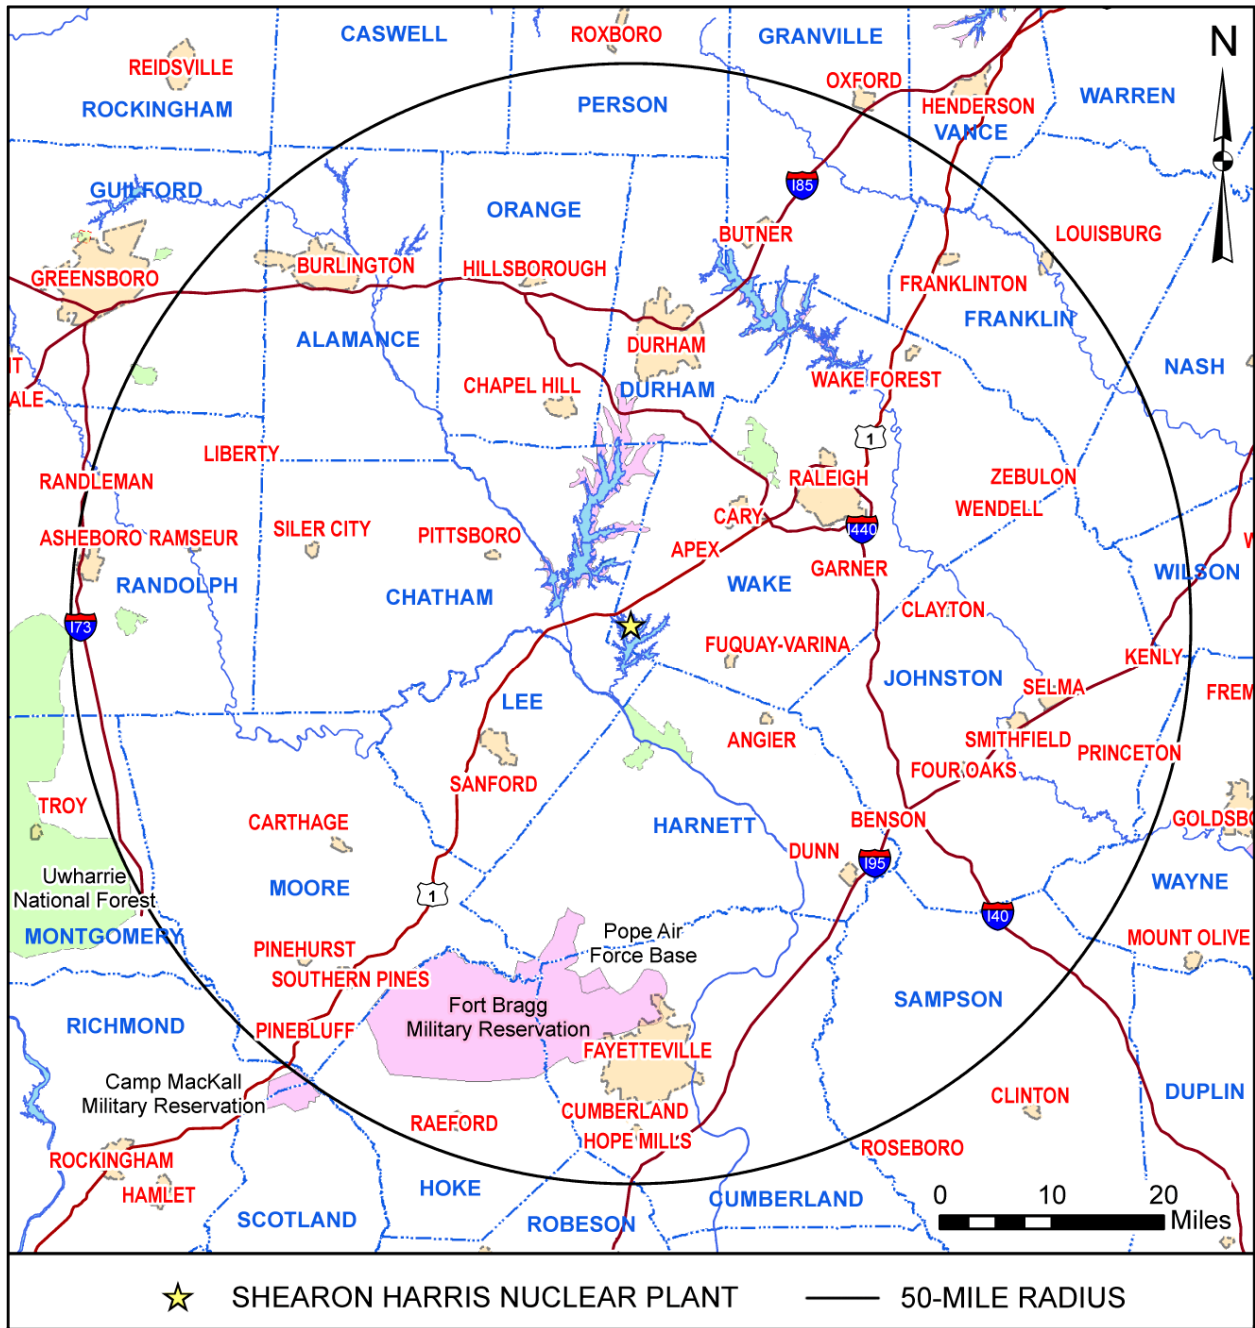 CASWELL
ROXBORO
GRANVILLE
N
REIDSVILLE
OXFORD
ROCKINGHAM
PERSON
HENDERSON
WARREN
VANCE
GUILFORD
I85
ORANGE
BUTNER
LOUISBURG
GREENSBORO
BURLINGTON
HILLSBOROUGH
FRANKLINTON
FRANKLIN
ALAMANCE
DURHAM
NASH
IT
ALE
CHAPEL HILL
DURHAM
WAKE FOREST
1
LIBERTY
RANDLEMAN
RALEIGH
ZEBULON
WENDELL
CARY
I440
ASHEBORO
RAMSEUR
SILER CITY
PITTSBORO
APEX
GARNER
W
RANDOLPH
CHATHAM
WAKE
WILSON
CLAYTON
I73
FUQUAY-VARINA
KENLY
JOHNSTON
SELMA
FREM
LEE
ANGIER
SMITHFIELD
PRINCETON
SANFORD
FOUR OAKS
TROY
CARTHAGE
HARNETT
BENSON
GOLDSBO
DUNN
I95
Uwharrie
National Forest
MOORE
1
WAYNE
I40
MONTGOMERY
PINEHURST
Pope Air
Force Base
MOUNT OLIVE
SOUTHERN PINES
SAMPSON
RICHMOND
PINEBLUFF
Fort Bragg
Military Reservation
FAYETTEVILLE
Camp MacKall
Military Reservation
CLINTON
DUPLIN
RAEFORD
CUMBERLAND
HOPE MILLS
ROSEBORO
ROCKINGHAM
HAMLET
HOKE
CUMBERLAND
SCOTLAND
ROBESON
0 10 20
Miles
SHEARON HARRIS NUCLEAR PLANT
50-MILE RADIUS